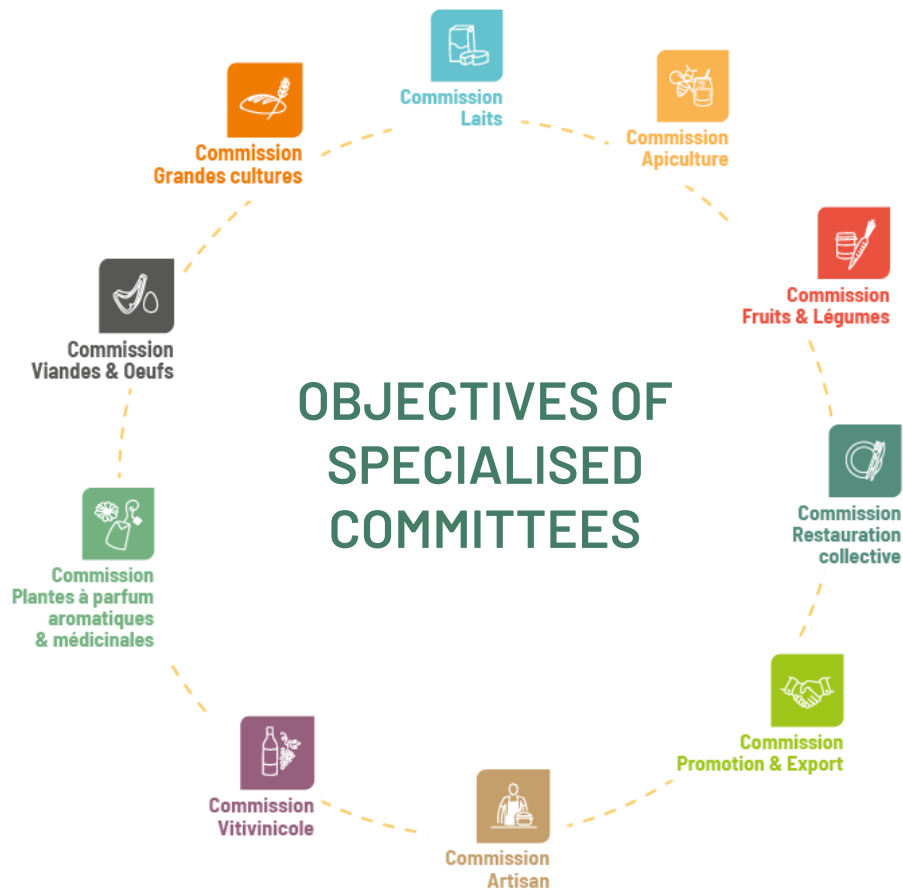 Commission
Laits
Commission
Apiculture
Commission
Grandes cultures
Commission
Fruits & Légumes
Commission
Viandes & Oeufs
OBJECTIVES OF
SPECIALISED
COMMITTEES
Commission
Restauration
collective
Commission
Plantes à parfum
aromatiques
& médicinales
Commission
Promotion & Export
Commission
Vitivinicole
Commission
Artisan